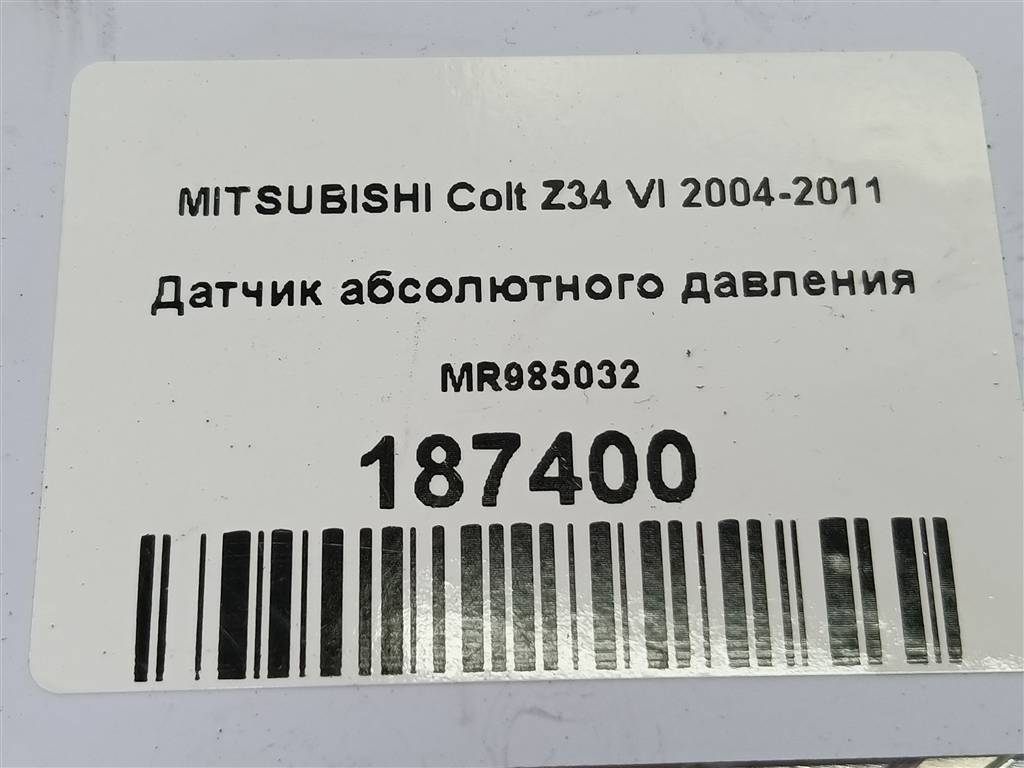 MITSUBISHI Colt Z34 VI 2004-2011
Датчик абсолютного давления
MR985032
187400